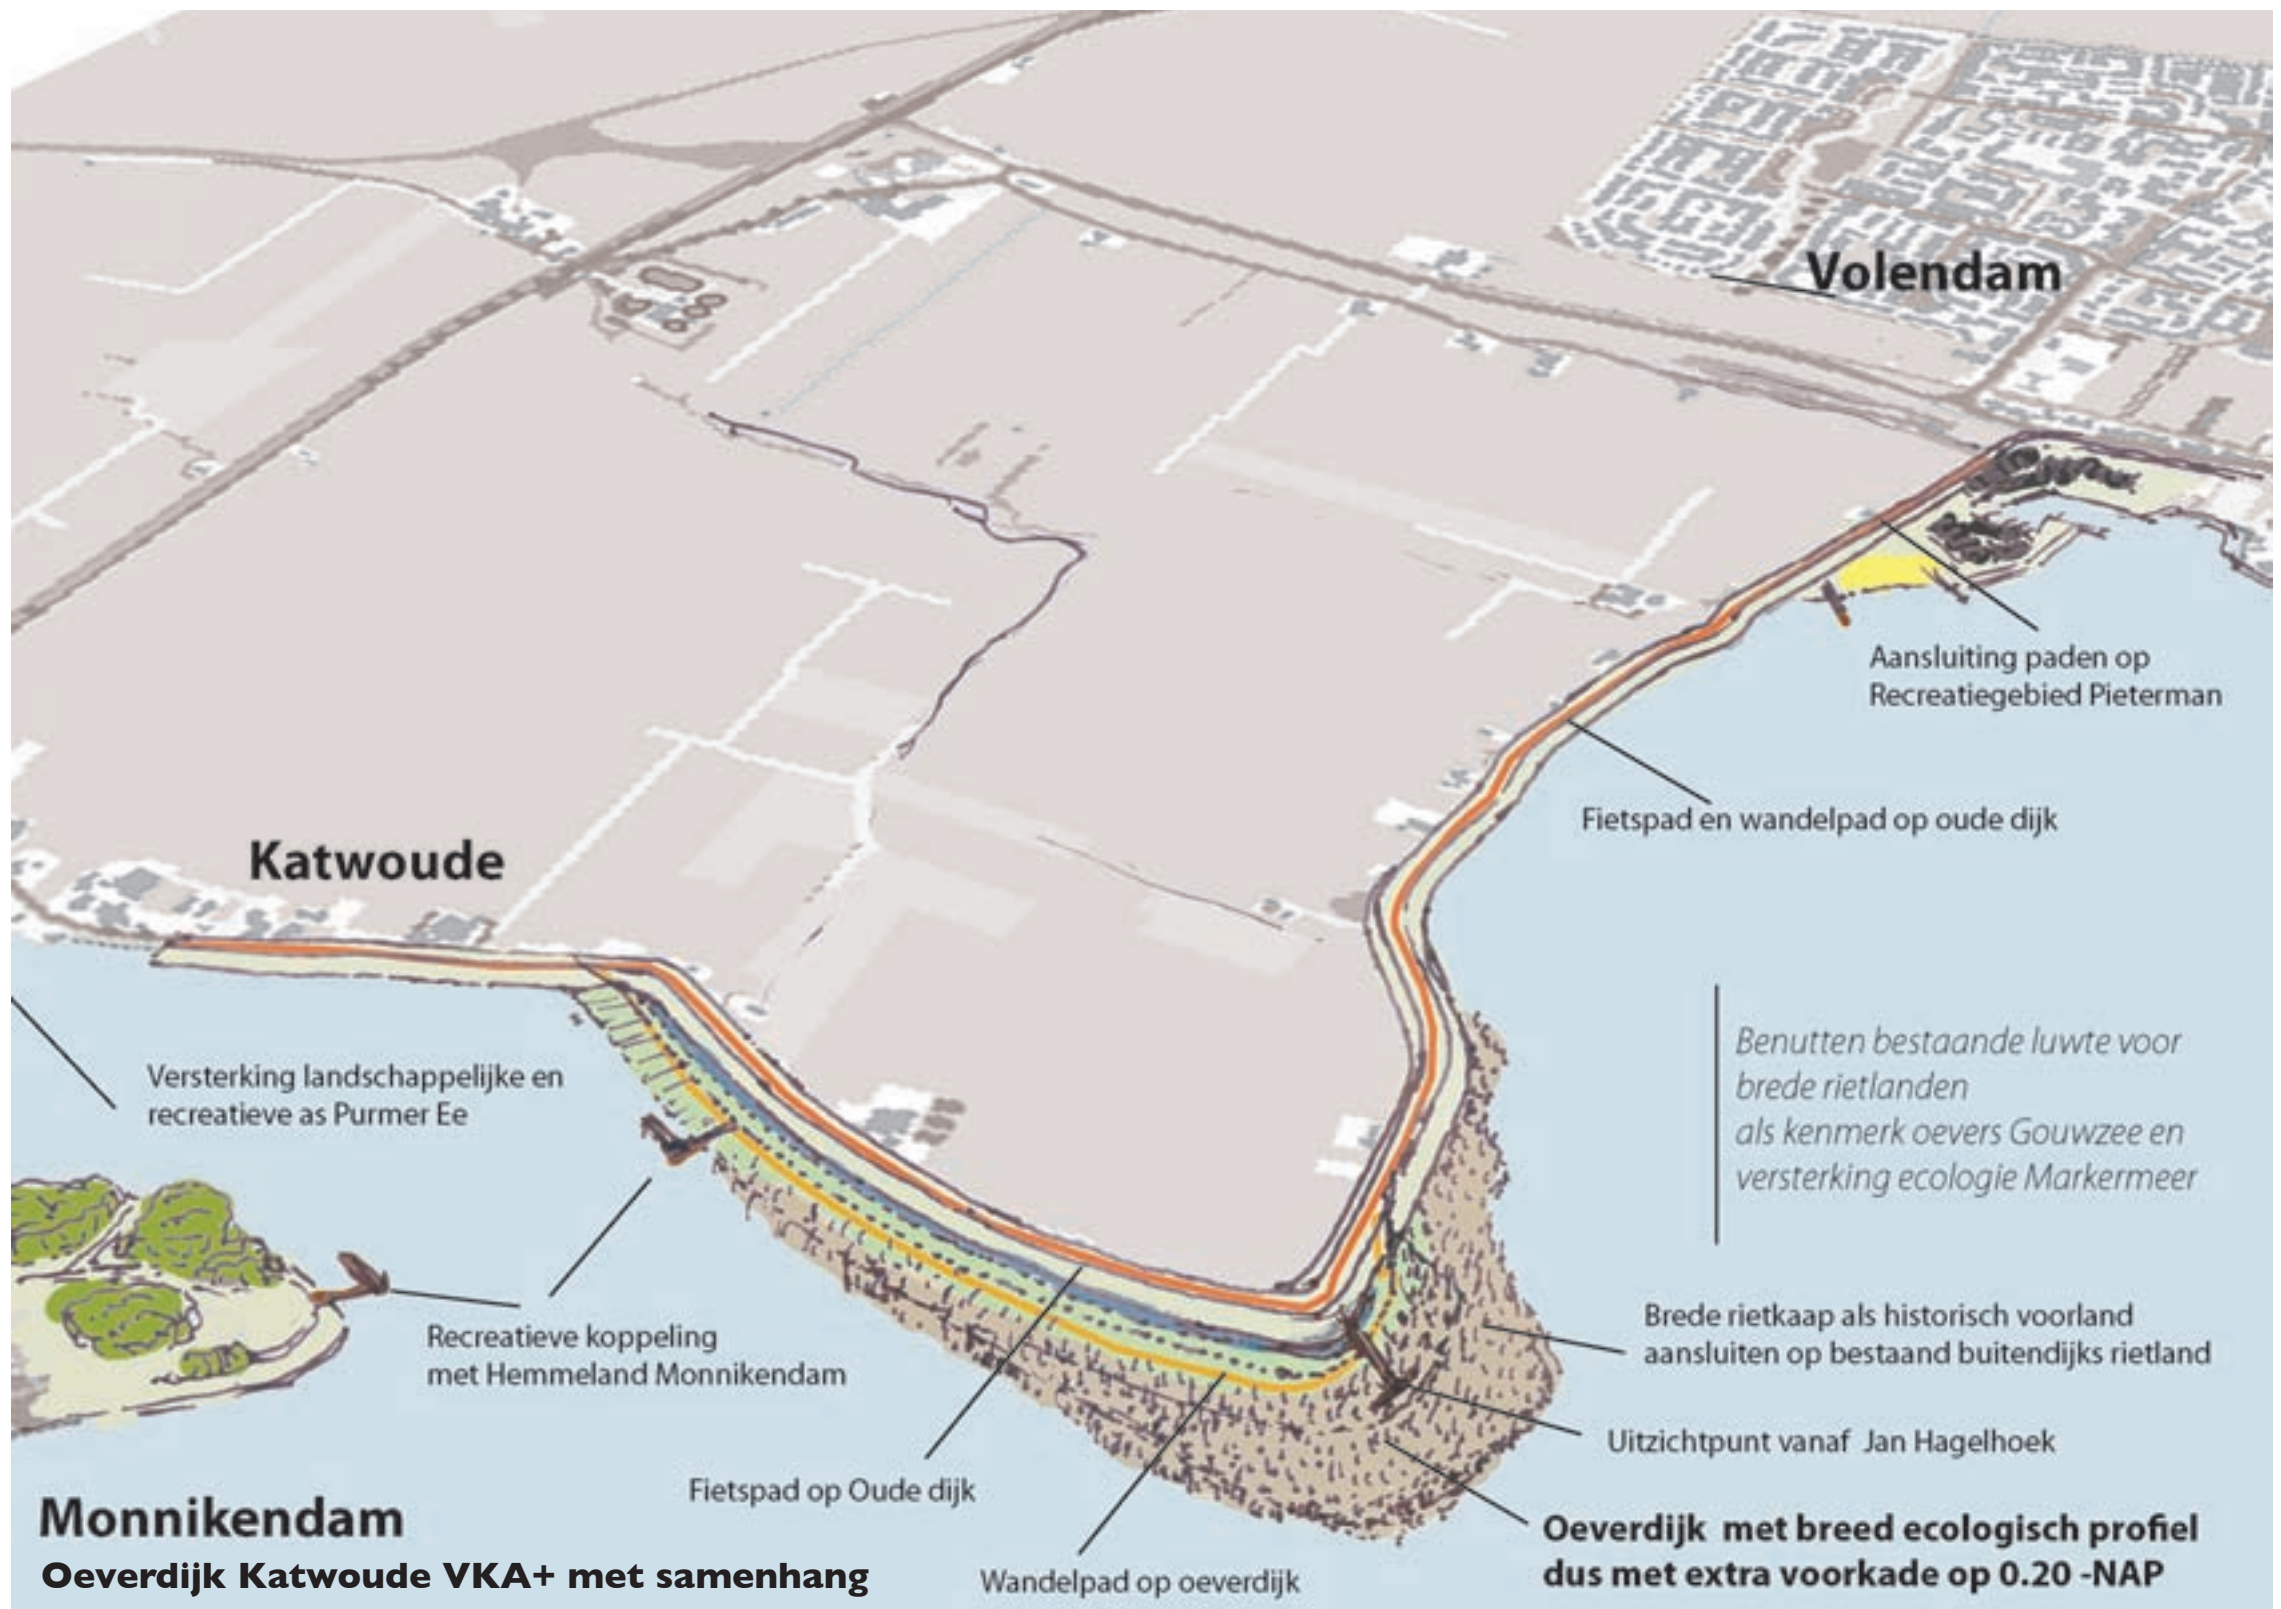 Volendam
Aansluiting paden op
Recreatiegebied Pieterman
Fietspad en wandelpad op oude dijk
Katwoude
Benutten bestaande luwte voor
brede rietlanden
als kenmerk oevers Gouwzee en
versterking ecologie Markermeer
Versterking landschappelijke en
recreatieve as Purmer Ee
Recreatieve koppeling
met Hemmeland Monnikendam
Brede rietkaap als historisch voorland
aansluiten op bestaand buitendijks rietland
Uitzichtpunt vanaf Jan Hagelhoek
Fietspad op Oude dijk
Oeverdijk met breed ecologisch profiel
dus met extra voorkade op 0.20 -NAP
Wandelpad op oeverdijk
Monnikendam
Oeverdijk Katwoude VKA+ met samenhang